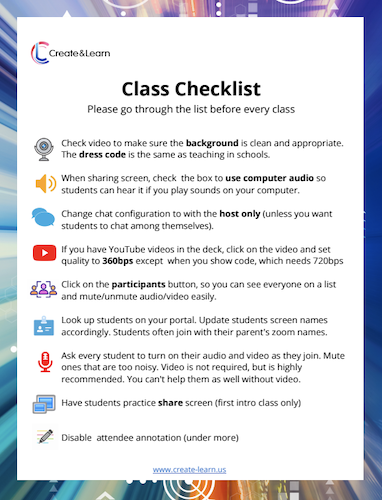 Create&Learn
Class Checklist
Please go through the list before every class
Check video to make sure the background is clean and appropriate.
The dress code is the same as teaching in schools.
When sharing screen, check  the box to use computer audio so
students can hear it if you play sounds on your computer.
Change chat configuration to with the host only (unless you want
students to chat among themselves).
If you have YouTube videos in the deck, click on the video and set
quality to 360bps except  when you show code, which needs 720bps
Click on the participants button, so you can see everyone on a list
and mute/unmute audio/video easily.
Look up students on your portal. Update students screen names
accordingly. Students often join with their parent's zoom names.
Ask every student to turn on their audio and video as they join. Mute
ones that are too noisy. Video is not required, but is highly
recommended. You can't help them as well without video.
Have students practice share screen (first intro class only)
Disable  attendee annotation (under more)
www.create-learn.us